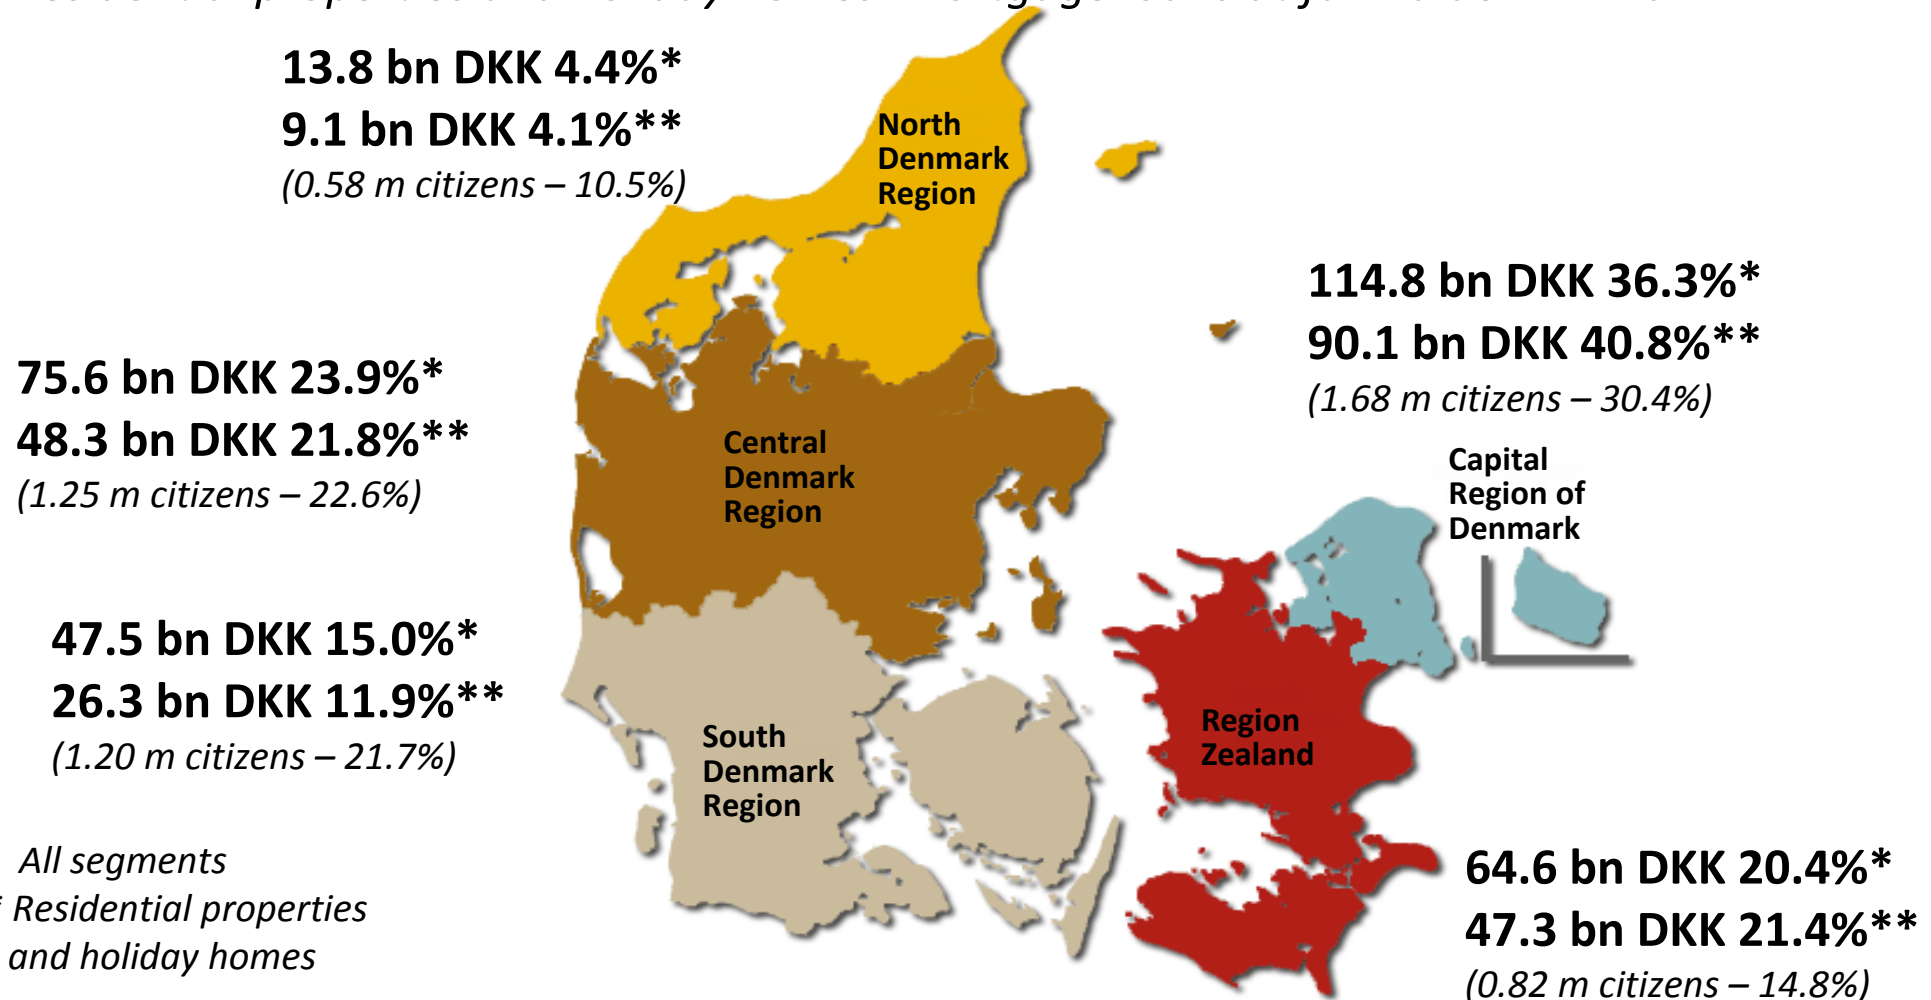 13.8 bn DKK 4.4%*
9.1 bn DKK 4.1%**
(0.58 m citizens – 10.5%)
North
Denmark
Region
114.8 bn DKK 36.3%*
90.1 bn DKK 40.8%**
(1.68 m citizens – 30.4%)
75.6 bn DKK 23.9%*
48.3 bn DKK 21.8%**
(1.25 m citizens – 22.6%)
Central
Denmark
Region
Capital
Region of
Denmark
47.5 bn DKK 15.0%*
26.3 bn DKK 11.9%**
(1.20 m citizens – 21.7%)
South
Denmark
Region
Region
Zealand
All segments
* Residential properties
and holiday homes
64.6 bn DKK 20.4%*
47.3 bn DKK 21.4%**
(0.82 m citizens – 14.8%)